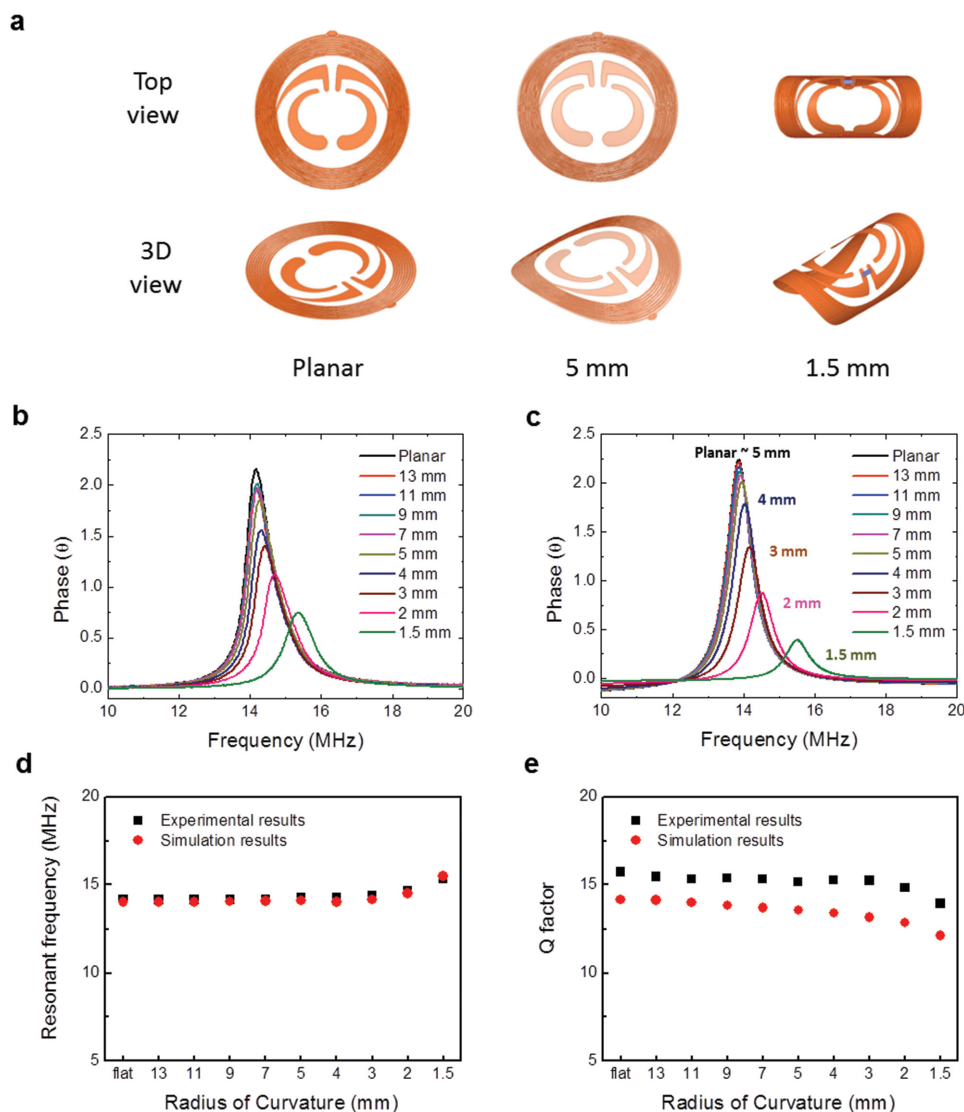 a
Top
view
3D
view
Planar
5 mm
1.5 mm
b
2.5
2.0
1.5
1.0
0.5
0.0
Phase (θ)
10
12
14
16
18
20
Frequency (MHz)
Planar
13 mm
11 mm
9 mm
7 mm
5 mm
4 mm
3 mm
2 mm
1.5 mm
c
2.5
2.0
1.5
1.0
0.5
0.0
Phase (θ)
10
12
14
16
18
20
Frequency (MHz)
Planar ~ 5 mm
4 mm
3 mm
2 mm
1.5 mm
Planar
13 mm
11 mm
9 mm
7 mm
5 mm
4 mm
3 mm
2 mm
1.5 mm
d
20
15
10
5
Resonant frequency (MHz)
Experimental results
Simulation results
flat
13
11
9
7
5
4
3
2
1.5
Radius of Curvature (mm)
e
20
15
10
5
Q factor
Experimental results
Simulation results
flat
13
11
9
7
5
4
3
2
1.5
Radius of Curvature (mm)